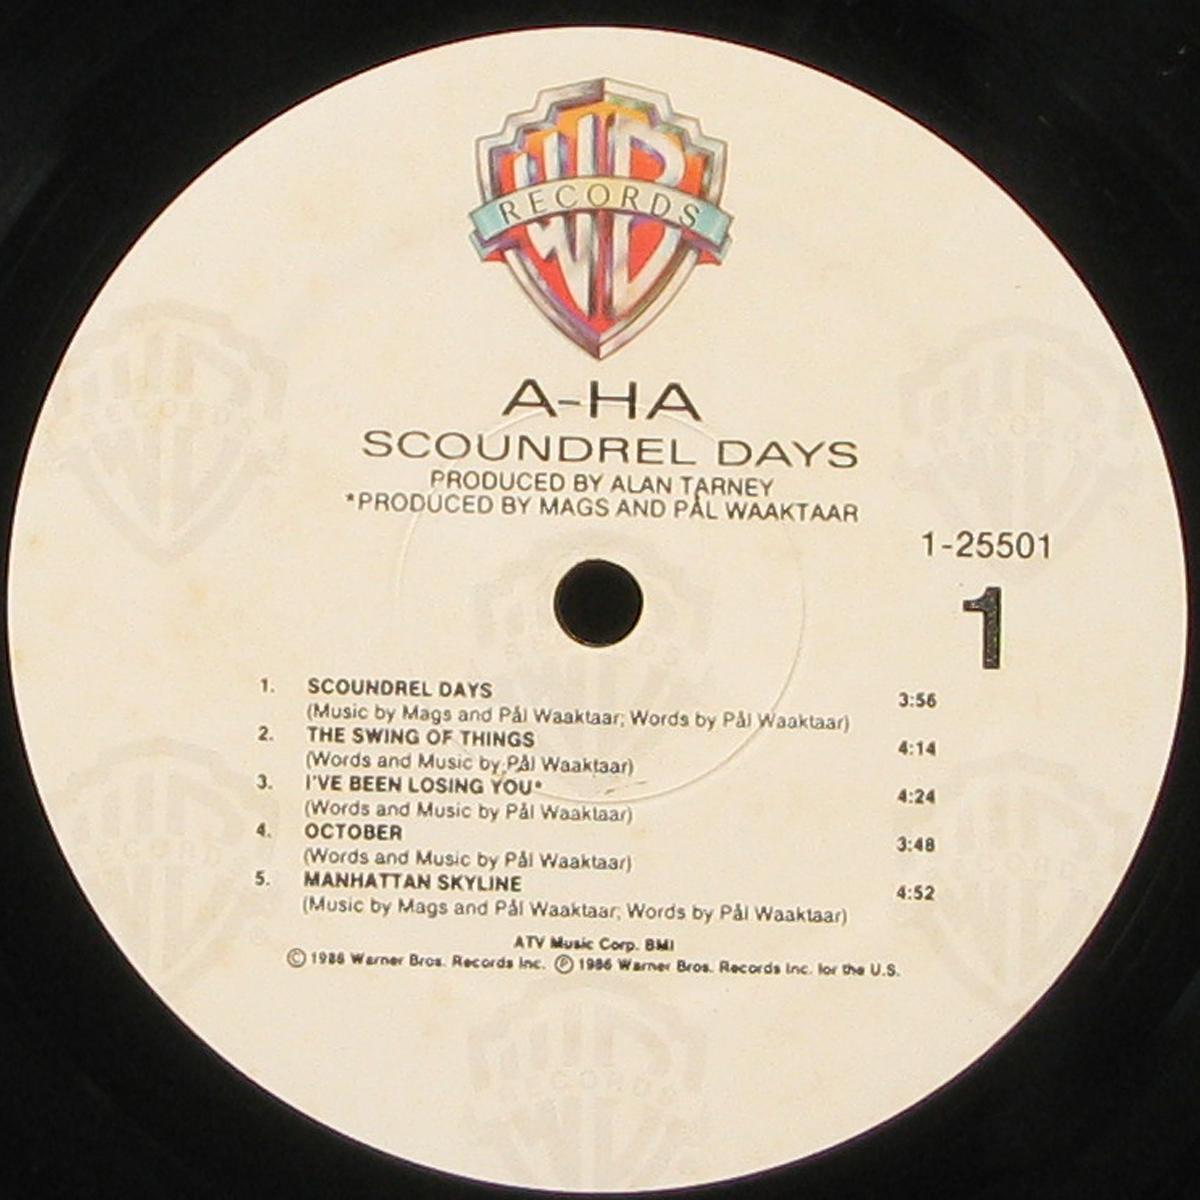 WB
RECORDS
A-HA
SCOUNDREL DAYS
PRODUCED BY ALAN TARNEY
*PRODUCED BY MAGS AND PÅL WAAKTAAR
1-25501
1
1. SCOUNDREL DAYS 3:56
(Music by Mags and Pål Waaktaar; Words by Pål Waaktaar)
2. THE SWING OF THINGS 4:14
(Words and Music by Pål Waaktaar)
3. I'VE BEEN LOSING YOU* 4:24
(Words and Music by Pål Waaktaar)
4. OCTOBER 3:48
(Words and Music by Pål Waaktaar)
5. MANHATTAN SKYLINE 4:52
(Music by Mags and Pål Waaktaar; Words by Pål Waaktaar)
ATV Music Corp. BMI
© 1986 Warner Bros. Records Inc. ℗ 1986 Warner Bros. Records Inc. for the U.S.